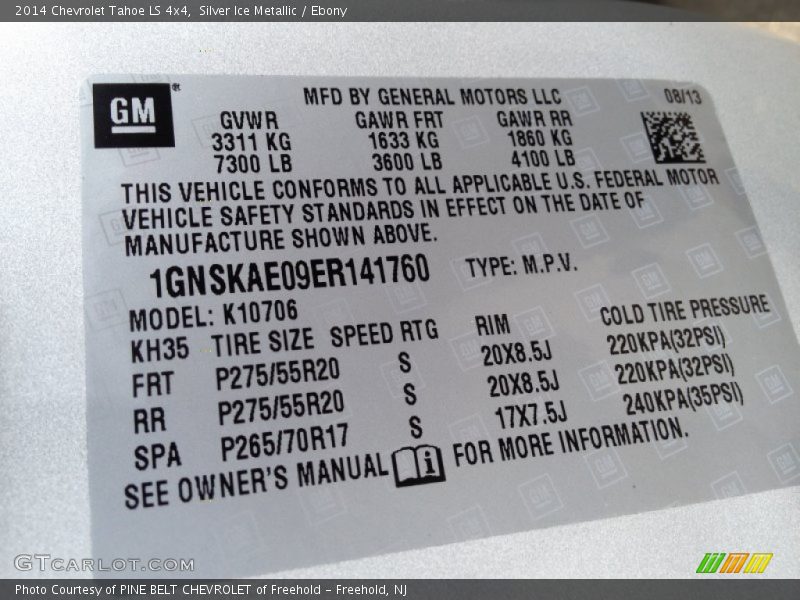 2014 Chevrolet Tahoe LS 4x4, Silver Ice Metallic / Ebony
GM®
MFD BY GENERAL MOTORS LLC 08/13
GVWR GAWR FRT GAWR RR
3311 KG 1633 KG 1860 KG
7300 LB 3600 LB 4100 LB
THIS VEHICLE CONFORMS TO ALL APPLICABLE U.S. FEDERAL MOTOR
VEHICLE SAFETY STANDARDS IN EFFECT ON THE DATE OF
MANUFACTURE SHOWN ABOVE.
1GNSKAE09ER141760 TYPE: M.P.V.
MODEL: K10706
KH35 TIRE SIZE SPEED RTG RIM COLD TIRE PRESSURE
FRT P275/55R20 S 20X8.5J 220KPA(32PSI)
RR P275/55R20 S 20X8.5J 220KPA(32PSI)
SPA P265/70R17 S 17X7.5J 240KPA(35PSI)
SEE OWNER'S MANUAL i FOR MORE INFORMATION.
GTCARLOT.COM
Photo Courtesy of PINE BELT CHEVROLET of Freehold – Freehold, NJ